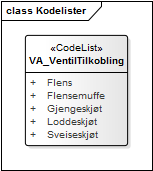 class Kodelister
«CodeList»
VA_VentilTilkobling
+ Flens
+ Flensemuffe
+ Gjengeskjøt
+ Loddeskjøt
+ Sveiseskjøt